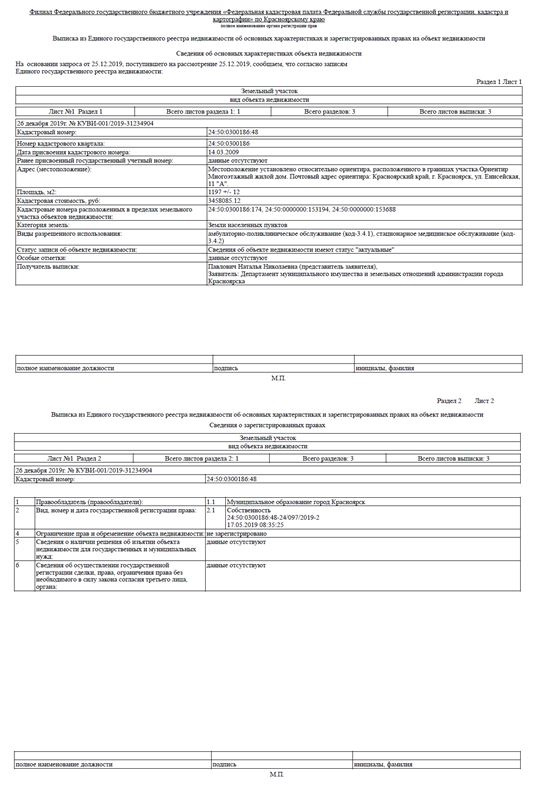 Филиал Федерального государственного бюджетного учреждения «Федеральная кадастровая палата Федеральной службы государственной регистрации, кадастра и
картографии» по Красноярскому краю
полное наименование органа регистрации прав
Выписка из Единого государственного реестра недвижимости об основных характеристиках и зарегистрированных правах на объект недвижимости
Сведения об основных характеристиках объекта недвижимости
На основании запроса от 25.12.2019, поступившего на рассмотрение 25.12.2019, сообщаем, что согласно записям
Единого государственного реестра недвижимости:
Раздел 1 Лист 1
Земельный участок
вид объекта недвижимости
Лист №1 Раздел 1 Всего листов раздела 1: 1 Всего разделов: 3 Всего листов выписки: 3
26 декабря 2019г. № КУВИ-001/2019-31234904
Кадастровый номер: 24:50:0300186:48
Номер кадастрового квартала: 24:50:0300186
Дата присвоения кадастрового номера: 14.03.2009
Ранее присвоенный государственный учетный номер: данные отсутствуют
Адрес (местоположение): Местоположение установлено относительно ориентира, расположенного в границах участка.Ориентир
Многоэтажный жилой дом. Почтовый адрес ориентира: Красноярский край, г. Красноярск, ул. Енисейская,
11 "А".
Площадь, м2: 1197 +/- 12
Кадастровая стоимость, руб: 3458085.12
Кадастровые номера расположенных в пределах земельного 24:50:0300186:174, 24:50:0000000:153194, 24:50:0000000:153688
участка объектов недвижимости:
Категория земель: Земли населенных пунктов
Виды разрешенного использования: амбулаторно-поликлиническое обслуживание (код-3.4.1), стационарное медицинское обслуживание (код-
3.4.2)
Статус записи об объекте недвижимости: Сведения об объекте недвижимости имеют статус "актуальные"
Особые отметки: данные отсутствуют
Получатель выписки: Павлович Наталья Николаевна (представитель заявителя),
Заявитель: Департамент муниципального имущества и земельных отношений администрации города
Красноярска
полное наименование должности подпись инициалы, фамилия
М.П.
Раздел 2 Лист 2
Выписка из Единого государственного реестра недвижимости об основных характеристиках и зарегистрированных правах на объект недвижимости
Сведения о зарегистрированных правах
Земельный участок
вид объекта недвижимости
Лист №1 Раздел 2 Всего листов раздела 2: 1 Всего разделов: 3 Всего листов выписки: 3
26 декабря 2019г. № КУВИ-001/2019-31234904
Кадастровый номер: 24:50:0300186:48
1 Правообладатель (правообладатели): 1.1 Муниципальное образование город Красноярск
2 Вид, номер и дата государственной регистрации права: 2.1 Собственность
24:50:0300186:48-24/097/2019-2
17.05.2019 08:35:25
4 Ограничение прав и обременение объекта недвижимости: не зарегистрировано
5 Сведения о наличии решения об изъятии объекта данные отсутствуют
недвижимости для государственных и муниципальных
нужд:
6 Сведения об осуществлении государственной данные отсутствуют
регистрации сделки, права, ограничения права без
необходимого в силу закона согласия третьего лица,
органа:
полное наименование должности подпись инициалы, фамилия
М.П.